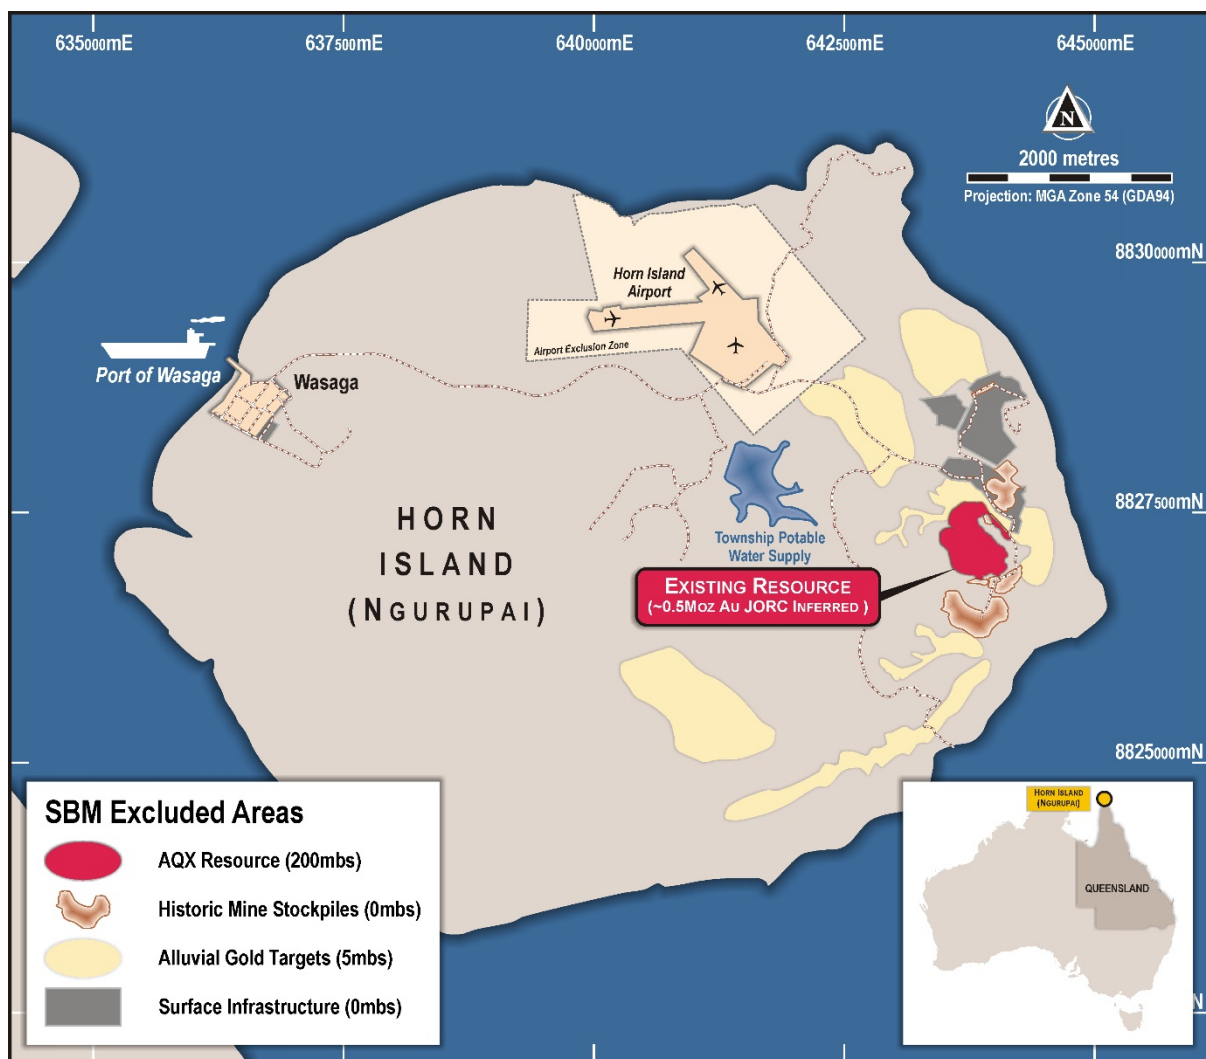 635000mE
637500mE
640000mE
642500mE
645000mE
N
2000 metres
Projection: MGA Zone 54 (GDA94)
8830000mN
Horn Island
Airport
Airport Exclusion Zone
Port of Wasaga
Wasaga
8827500mN
HORN
ISLAND
(NGURUPAI)
Township Potable
Water Supply
EXISTING RESOURCE
(~0.5MOZ AU JORC INFERRED )
8825000mN
SBM Excluded Areas
AQX Resource (200mbs)
Historic Mine Stockpiles (0mbs)
Alluvial Gold Targets (5mbs)
Surface Infrastructure (0mbs)
HORN ISLAND
(NGURUPAI)
QUEENSLAND
N